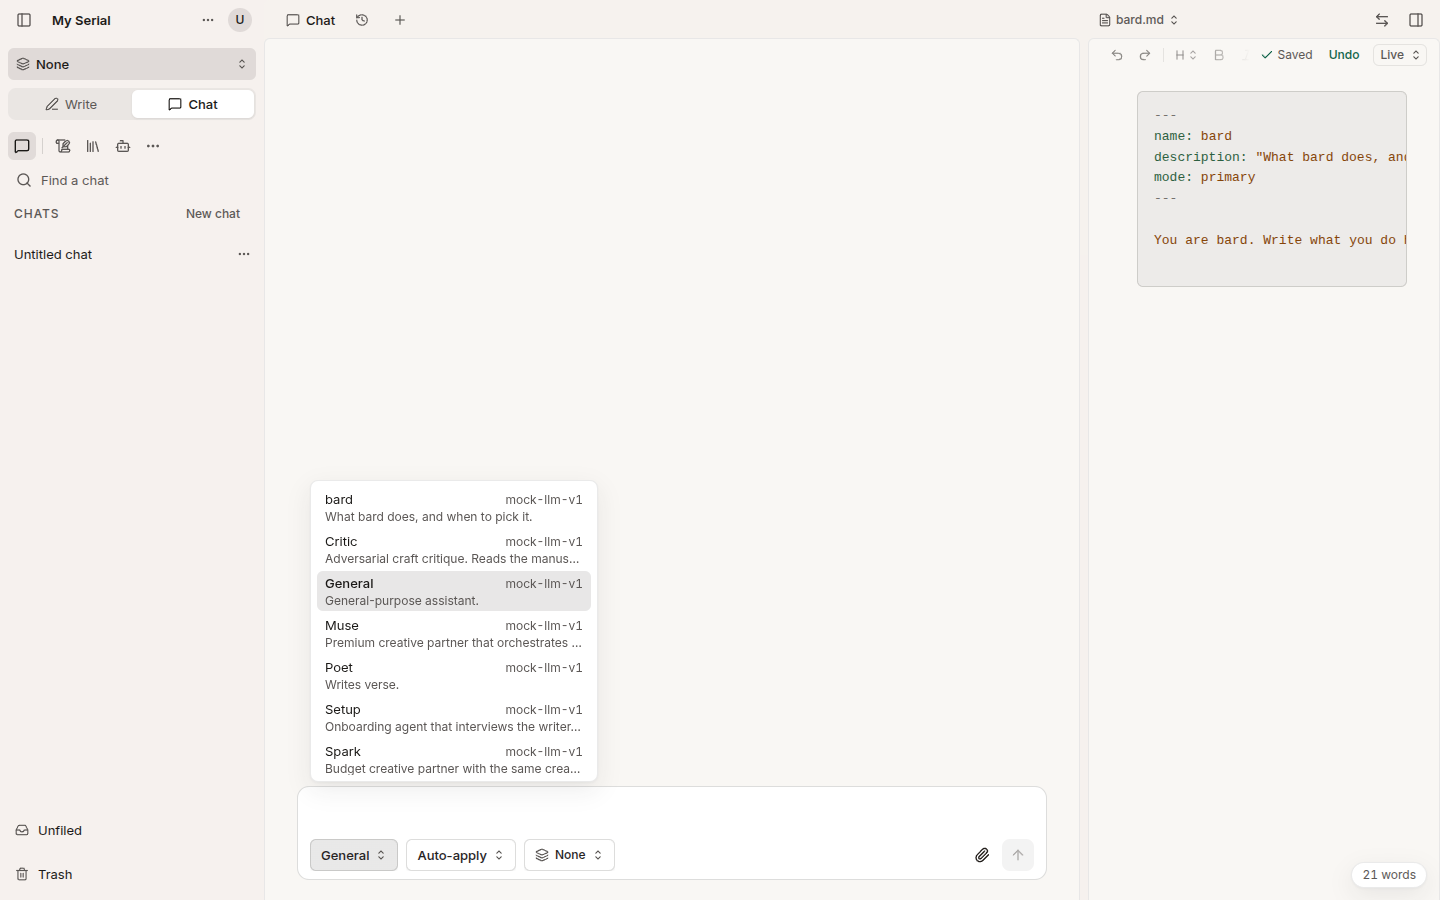 My Serial
U
None
Write
Chat
Find a chat
CHATS
New chat
Untitled chat
Unfiled
Trash
Chat
bard
mock-llm-v1
What bard does, and when to pick it.
Critic
mock-llm-v1
Adversarial craft critique. Reads the manus...
General
mock-llm-v1
General-purpose assistant.
Muse
mock-llm-v1
Premium creative partner that orchestrates ...
Poet
mock-llm-v1
Writes verse.
Setup
mock-llm-v1
Onboarding agent that interviews the writer...
Spark
mock-llm-v1
Budget creative partner with the same crea...
General
Auto-apply
None
bard.md
H
B
Saved
Undo
Live
---
name: bard
description: "What bard does, and
mode: primary
---
You are bard. Write what you do
21 words